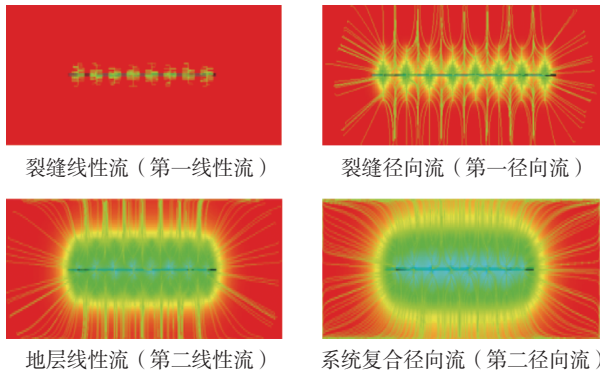 裂缝线性流（第一线性流）
裂缝径向流（第一径向流）
地层线性流（第二线性流）
系统复合径向流（第二径向流）